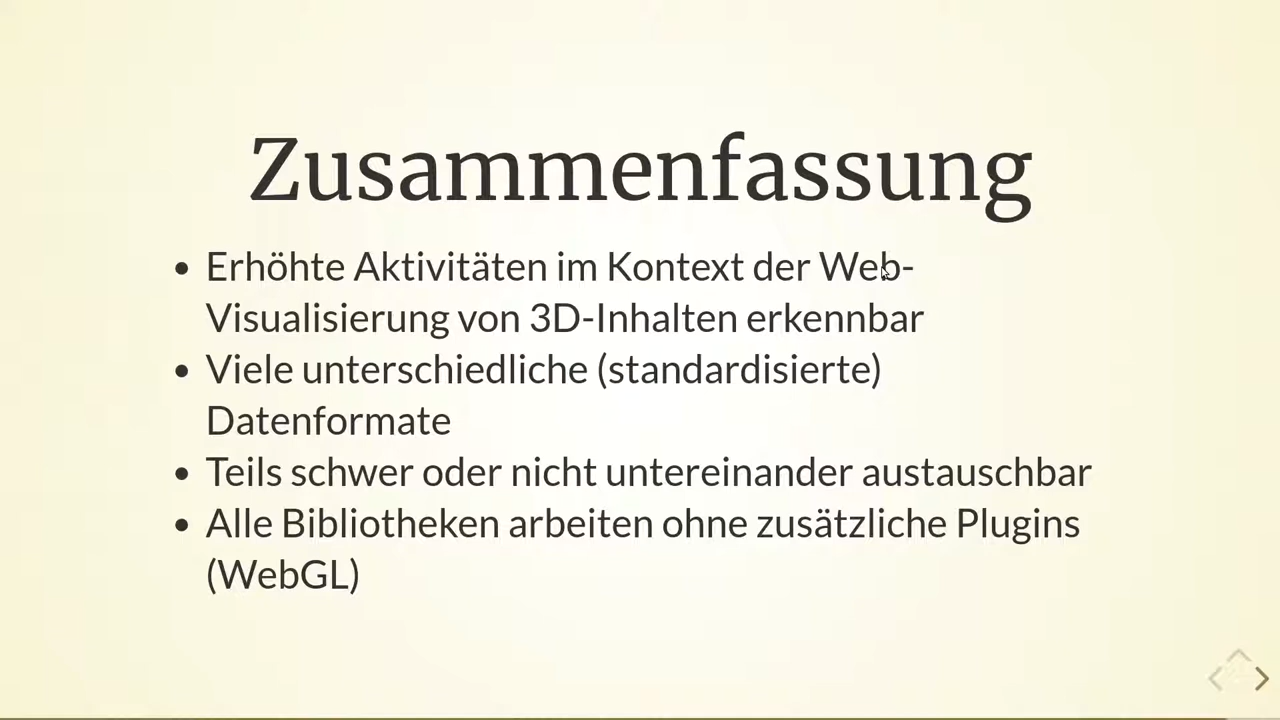 Zusammenfassung
• Erhöhte Aktivitäten im Kontext der Web-
Visualisierung von 3D-Inhalten erkennbar
• Viele unterschiedliche (standardisierte)
Datenformate
• Teils schwer oder nicht untereinander austauschbar
• Alle Bibliotheken arbeiten ohne zusätzliche Plugins
(WebGL)